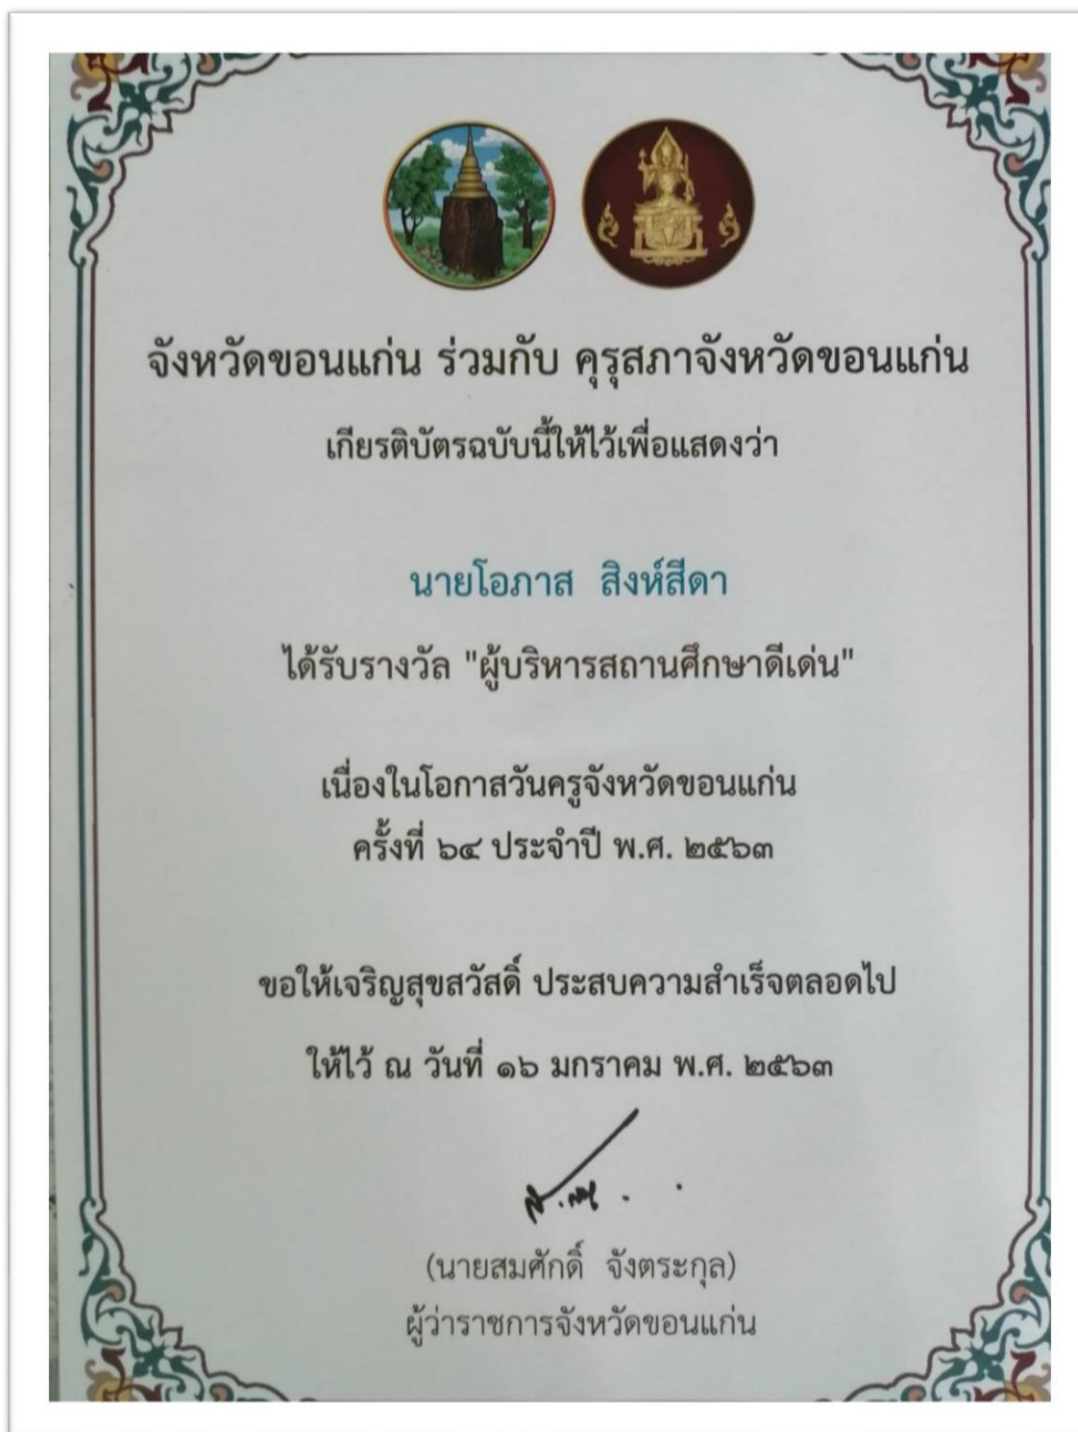 จังหวัดขอนแก่น ร่วมกับ คุรุสภาจังหวัดขอนแก่น
เกียรติบัตรฉบับนี้ให้ไว้เพื่อแสดงว่า
นายโอภาส สิงห์สีดา
ได้รับรางวัล "ผู้บริหารสถานศึกษาดีเด่น"
เนื่องในโอกาสวันครูจังหวัดขอนแก่น
ครั้งที่ ๖๔ ประจำปี พ.ศ. ๒๕๖๓
ขอให้เจริญสุขสวัสดิ์ ประสบความสำเร็จตลอดไป
ให้ไว้ ณ วันที่ ๑๖ มกราคม พ.ศ. ๒๕๖๓
(นายสมศักดิ์ จังตระกุล)
ผู้ว่าราชการจังหวัดขอนแก่น